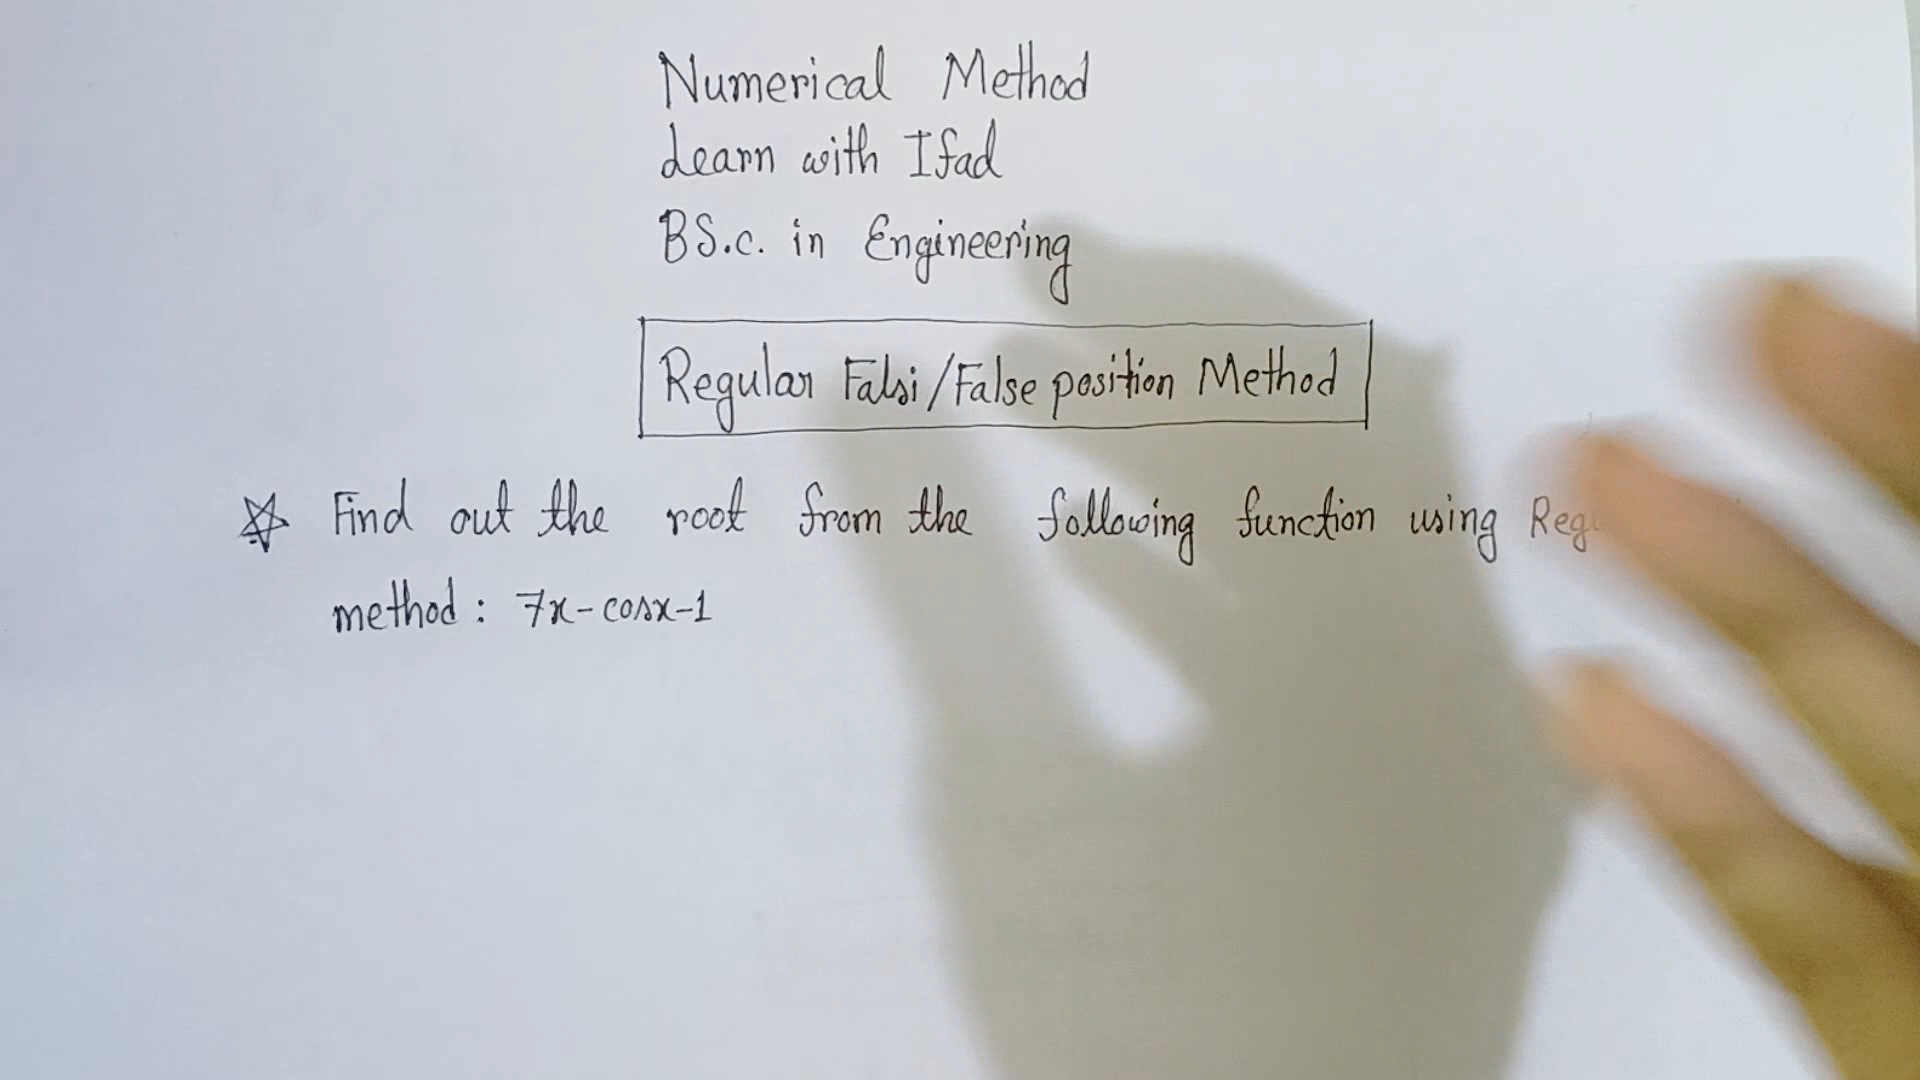 Numerical Method
Learn with Ifad
BS.c. in Engineering
Regular Falsi/False position Method
Find out the root from the following function using
method: 7x-cosx-1